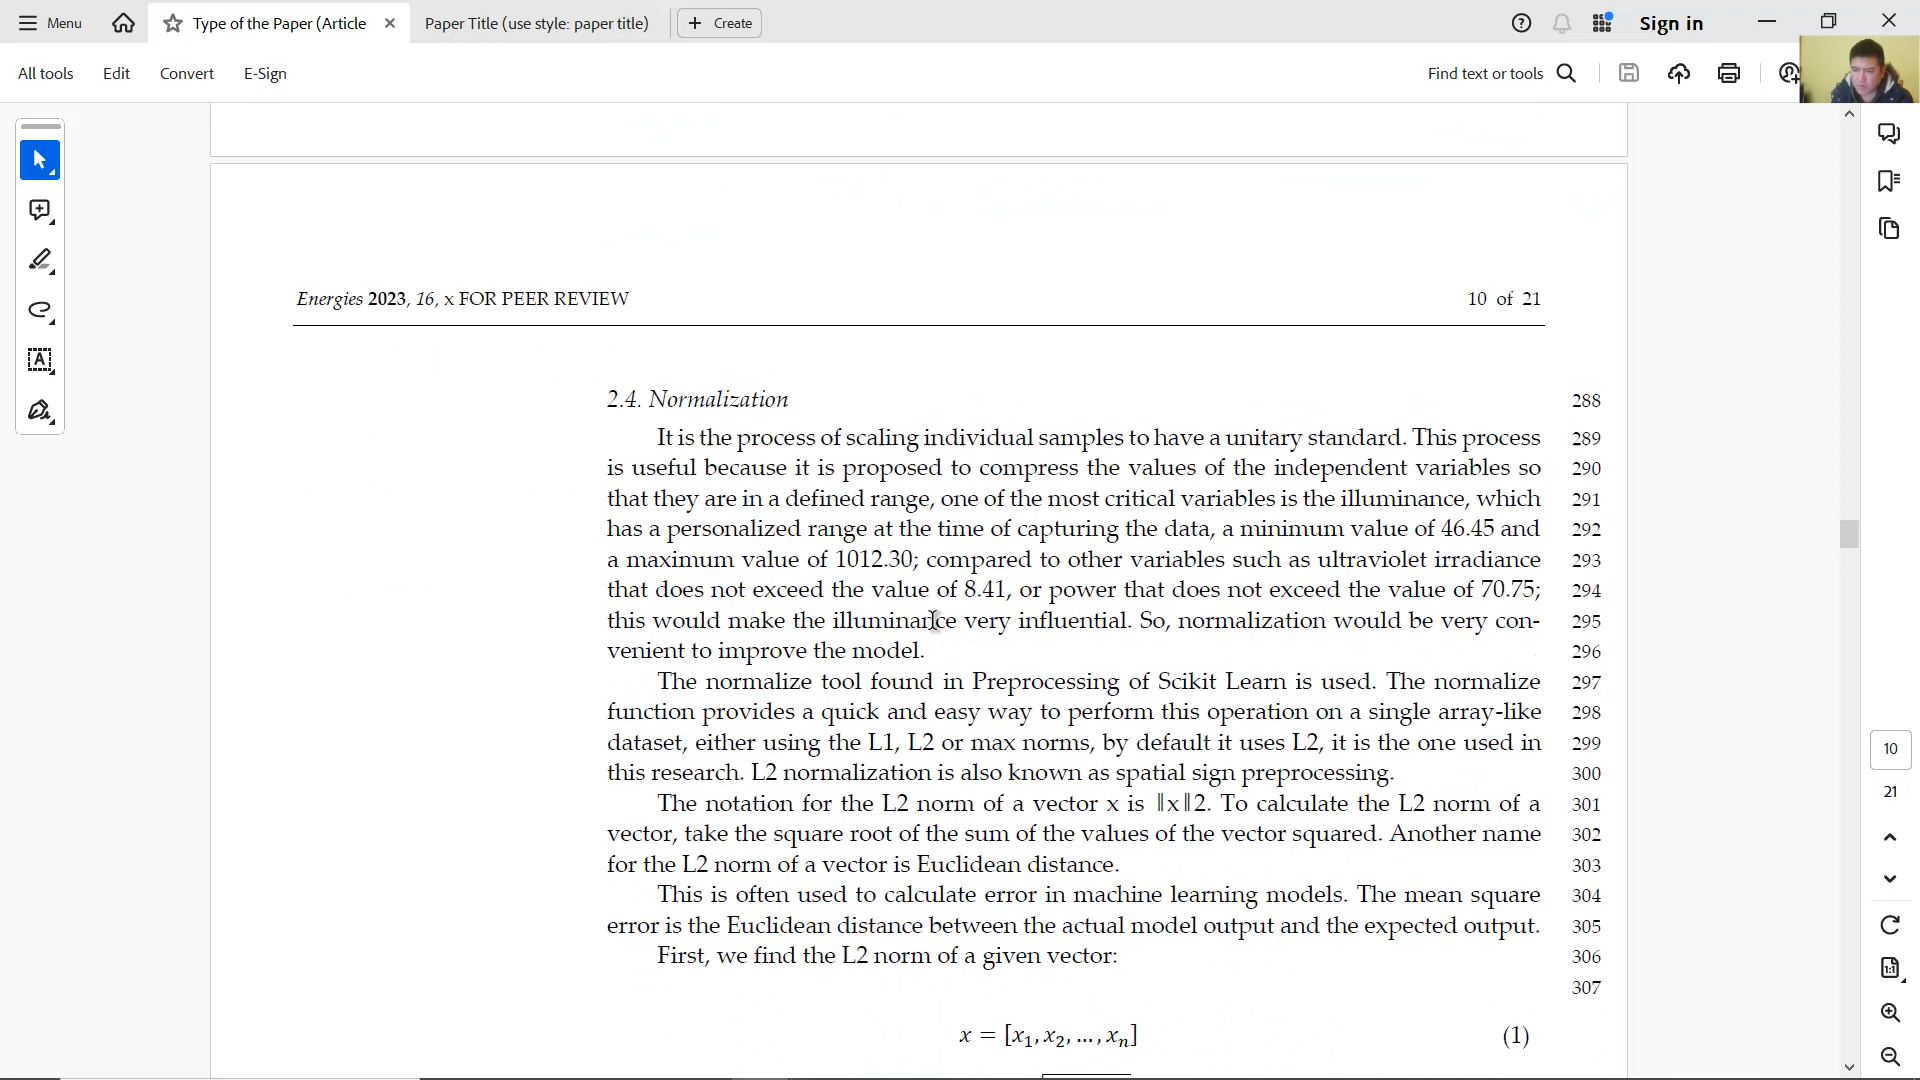 Menu
Type of the Paper (Article
Paper Title (use style: paper title)
Create
Sign in
All tools
Edit
Convert
E-Sign
Find text or tools
Energies 2023, 16, x FOR PEER REVIEW
10 of 21
2.4. Normalization
288
It is the process of scaling individual samples to have a unitary standard. This process
289
is useful because it is proposed to compress the values of the independent variables so
290
that they are in a defined range, one of the most critical variables is the illuminance, which
291
has a personalized range at the time of capturing the data, a minimum value of 46.45 and
292
a maximum value of 1012.30; compared to other variables such as ultraviolet irradiance
293
that does not exceed the value of 8.41, or power that does not exceed the value of 70.75;
294
this would make the illuminance very influential. So, normalization would be very con-
295
venient to improve the model.
296
The normalize tool found in Preprocessing of Scikit Learn is used. The normalize
297
function provides a quick and easy way to perform this operation on a single array-like
298
dataset, either using the L1, L2 or max norms, by default it uses L2, it is the one used in
299
this research. L2 normalization is also known as spatial sign preprocessing.
300
The notation for the L2 norm of a vector x is ‖x‖2. To calculate the L2 norm of a
301
vector, take the square root of the sum of the values of the vector squared. Another name
302
for the L2 norm of a vector is Euclidean distance.
303
This is often used to calculate error in machine learning models. The mean square
304
error is the Euclidean distance between the actual model output and the expected output.
305
First, we find the L2 norm of a given vector:
306
307
x = [x₁, x₂, ..., xₙ]
(1)
10
21